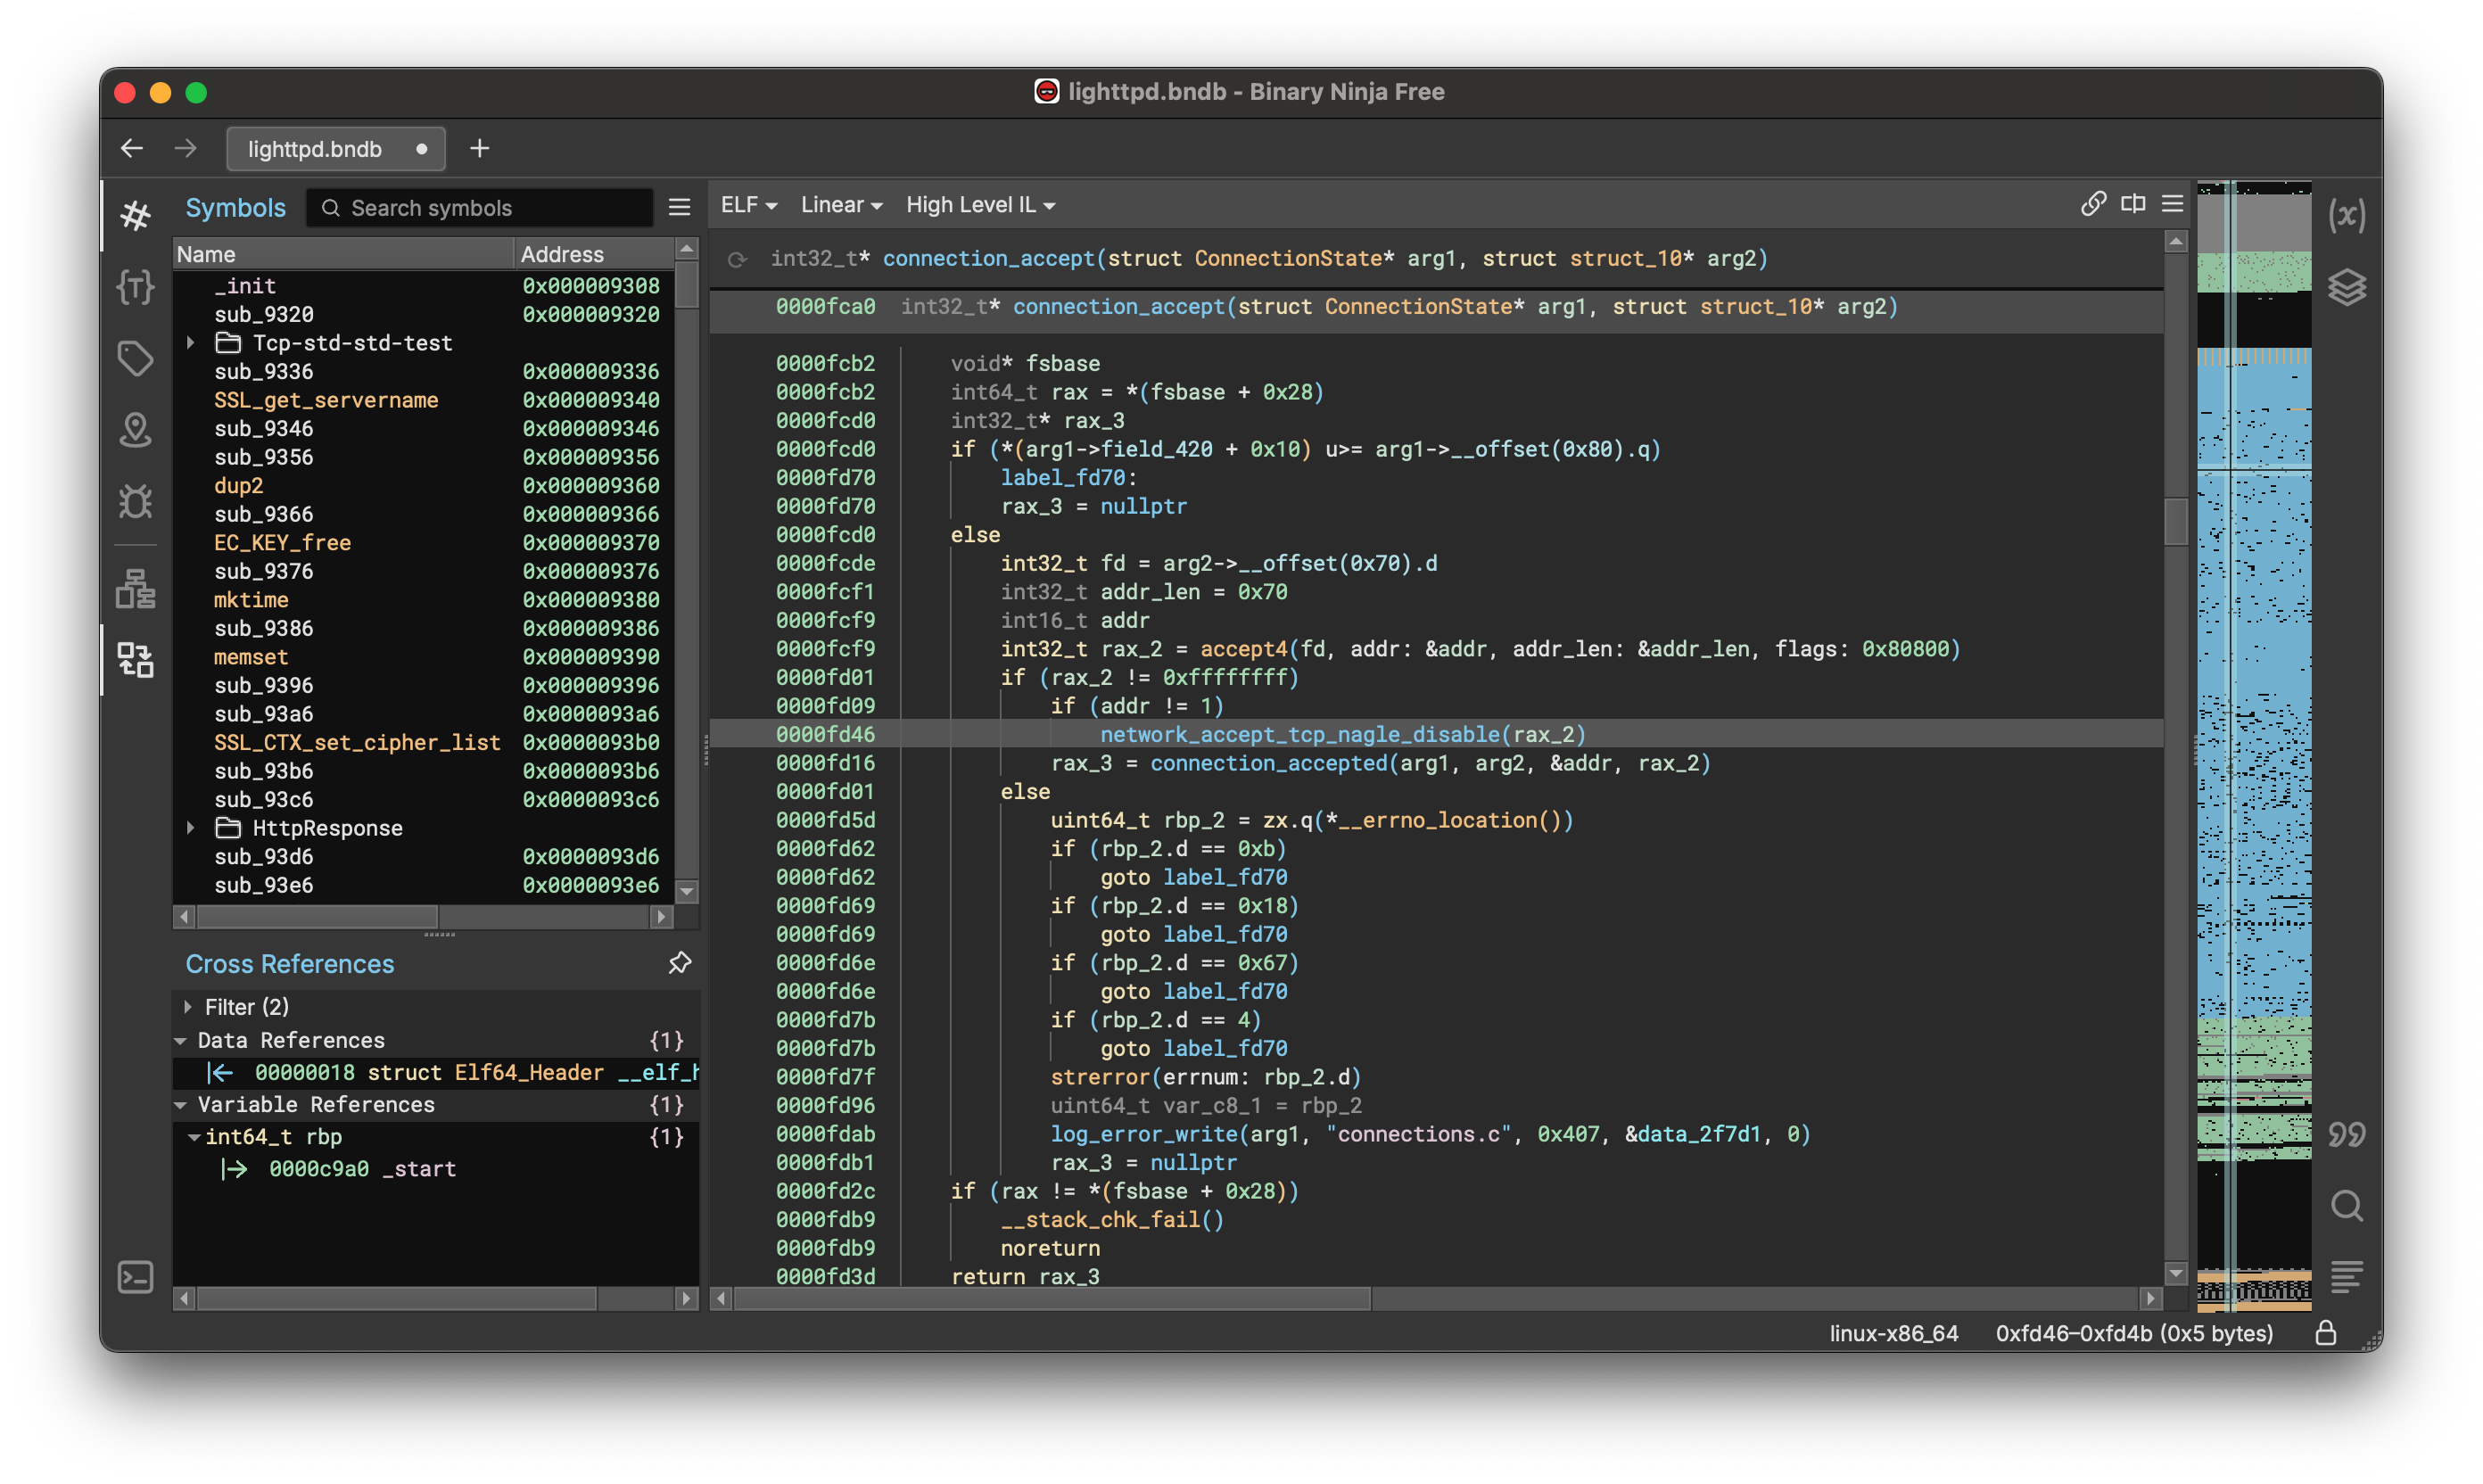 lighttpd.bndb - Binary Ninja Free
lighttpd.bndb
Symbols
Search symbols
Name Address
_init 0x000009308
sub_9320 0x000009320
Tcp-std-std-test
sub_9336 0x000009336
SSL_get_servername 0x000009340
sub_9346 0x000009346
sub_9356 0x000009356
dup2 0x000009360
sub_9366 0x000009366
EC_KEY_free 0x000009370
sub_9376 0x000009376
mktime 0x000009380
sub_9386 0x000009386
memset 0x000009390
sub_9396 0x000009396
sub_93a6 0x0000093a6
SSL_CTX_set_cipher_list 0x0000093b0
sub_93b6 0x0000093b6
sub_93c6 0x0000093c6
HttpResponse
sub_93d6 0x0000093d6
sub_93e6 0x0000093e6
Cross References
Filter (2)
Data References {1}
00000018 struct Elf64_Header __elf_h
Variable References {1}
int64_t rbp {1}
0000c9a0 _start
ELF Linear High Level IL
int32_t* connection_accept(struct ConnectionState* arg1, struct struct_10* arg2)
0000fca0 int32_t* connection_accept(struct ConnectionState* arg1, struct struct_10* arg2)
0000fcb2 void* fsbase
0000fcb2 int64_t rax = *(fsbase + 0x28)
0000fcd0 int32_t* rax_3
0000fcd0 if (*(arg1->field_420 + 0x10) u>= arg1->__offset(0x80).q)
0000fd70 label_fd70:
0000fd70 rax_3 = nullptr
0000fcd0 else
0000fcde int32_t fd = arg2->__offset(0x70).d
0000fcf1 int32_t addr_len = 0x70
0000fcf9 int16_t addr
0000fcf9 int32_t rax_2 = accept4(fd, addr: &addr, addr_len: &addr_len, flags: 0x80800)
0000fd01 if (rax_2 != 0xffffffff)
0000fd09 if (addr != 1)
0000fd46 network_accept_tcp_nagle_disable(rax_2)
0000fd16 rax_3 = connection_accepted(arg1, arg2, &addr, rax_2)
0000fd01 else
0000fd5d uint64_t rbp_2 = zx.q(*__errno_location())
0000fd62 if (rbp_2.d == 0xb)
0000fd62 goto label_fd70
0000fd69 if (rbp_2.d == 0x18)
0000fd69 goto label_fd70
0000fd6e if (rbp_2.d == 0x67)
0000fd6e goto label_fd70
0000fd7b if (rbp_2.d == 4)
0000fd7b goto label_fd70
0000fd7f strerror(errnum: rbp_2.d)
0000fd96 uint64_t var_c8_1 = rbp_2
0000fdab log_error_write(arg1, "connections.c", 0x407, &data_2f7d1, 0)
0000fdb1 rax_3 = nullptr
0000fd2c if (rax != *(fsbase + 0x28))
0000fdb9 __stack_chk_fail()
0000fdb9 noreturn
0000fd3d return rax_3
linux-x86_64 0xfd46–0xfd4b (0x5 bytes)